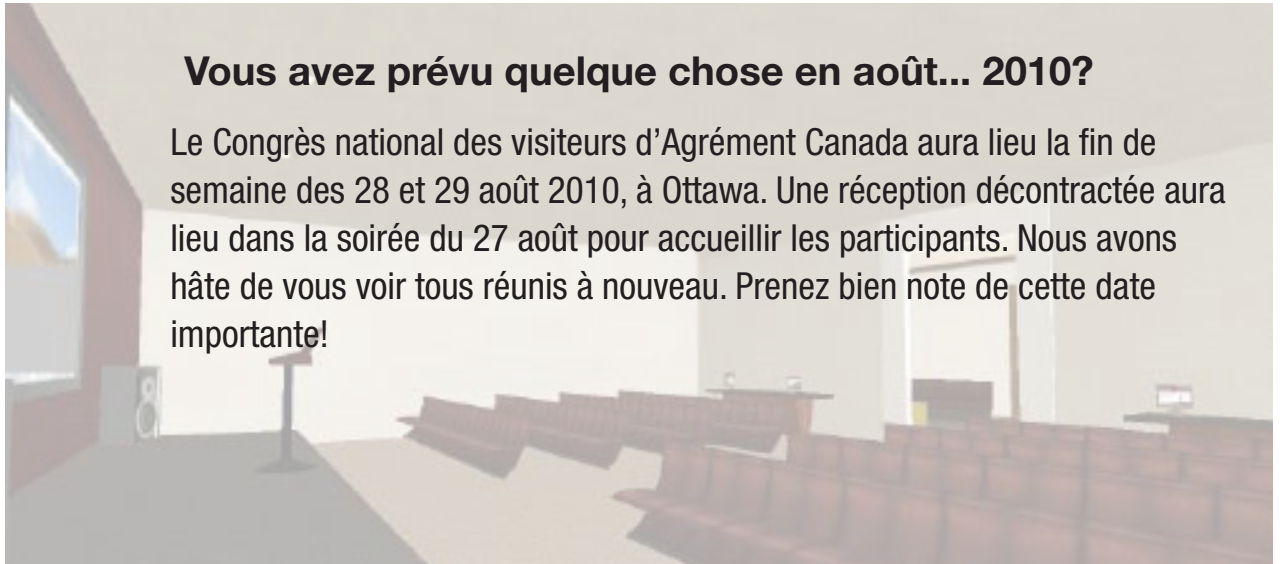 Vous avez prévu quelque chose en août... 2010?
Le Congrès national des visiteurs d’Agrément Canada aura lieu la fin de
semaine des 28 et 29 août 2010, à Ottawa. Une réception décontractée aura
lieu dans la soirée du 27 août pour accueillir les participants. Nous avons
hâte de vous voir tous réunis à nouveau. Prenez bien note de cette date
importante!